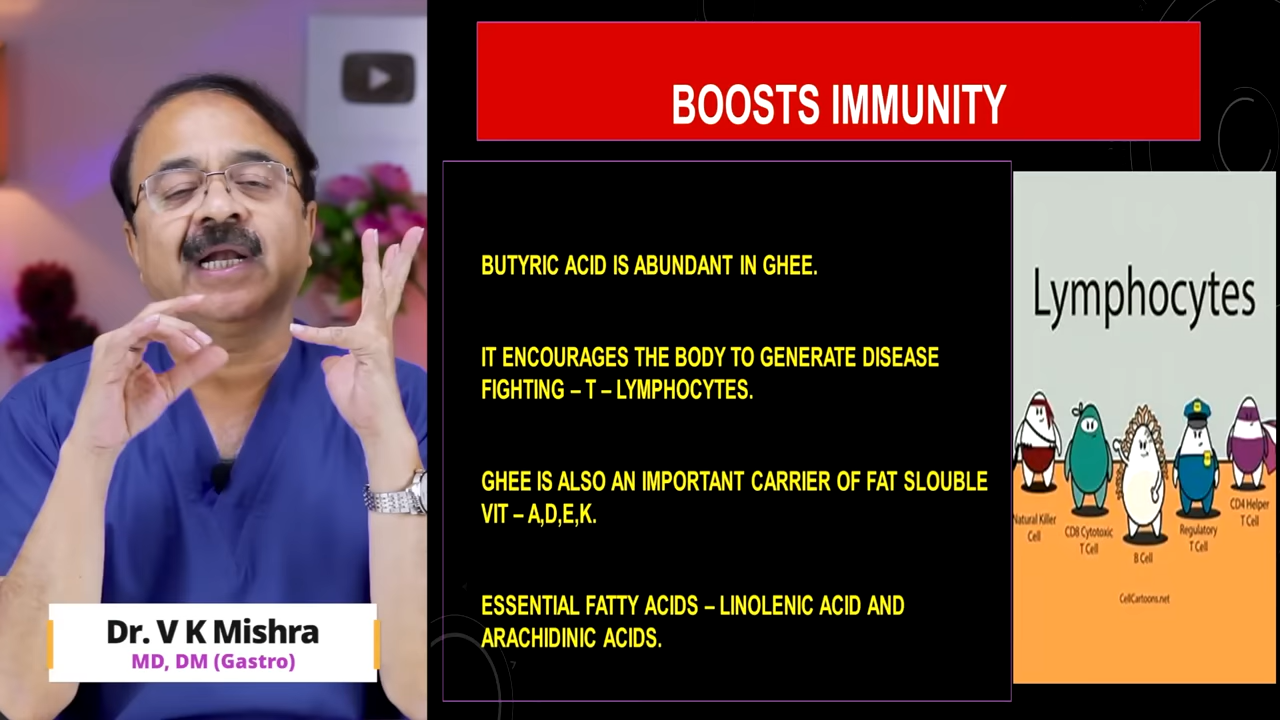 BOOSTS IMMUNITY
BUTYRIC ACID IS ABUNDANT IN GHEE.
IT ENCOURAGES THE BODY TO GENERATE DISEASE
FIGHTING – T – LYMPHOCYTES.
GHEE IS ALSO AN IMPORTANT CARRIER OF FAT SLOUBLE
VIT – A,D,E,K.
ESSENTIAL FATTY ACIDS – LINOLENIC ACID AND
ARACHIDINIC ACIDS.
Lymphocytes
Natural Killer
Cell
CD8 Cytotoxic
T Cell
B Cell
Regulatory
T Cell
CD4 Helper
T Cell
CellCartoons.net
Dr. V K Mishra
MD, DM (Gastro)